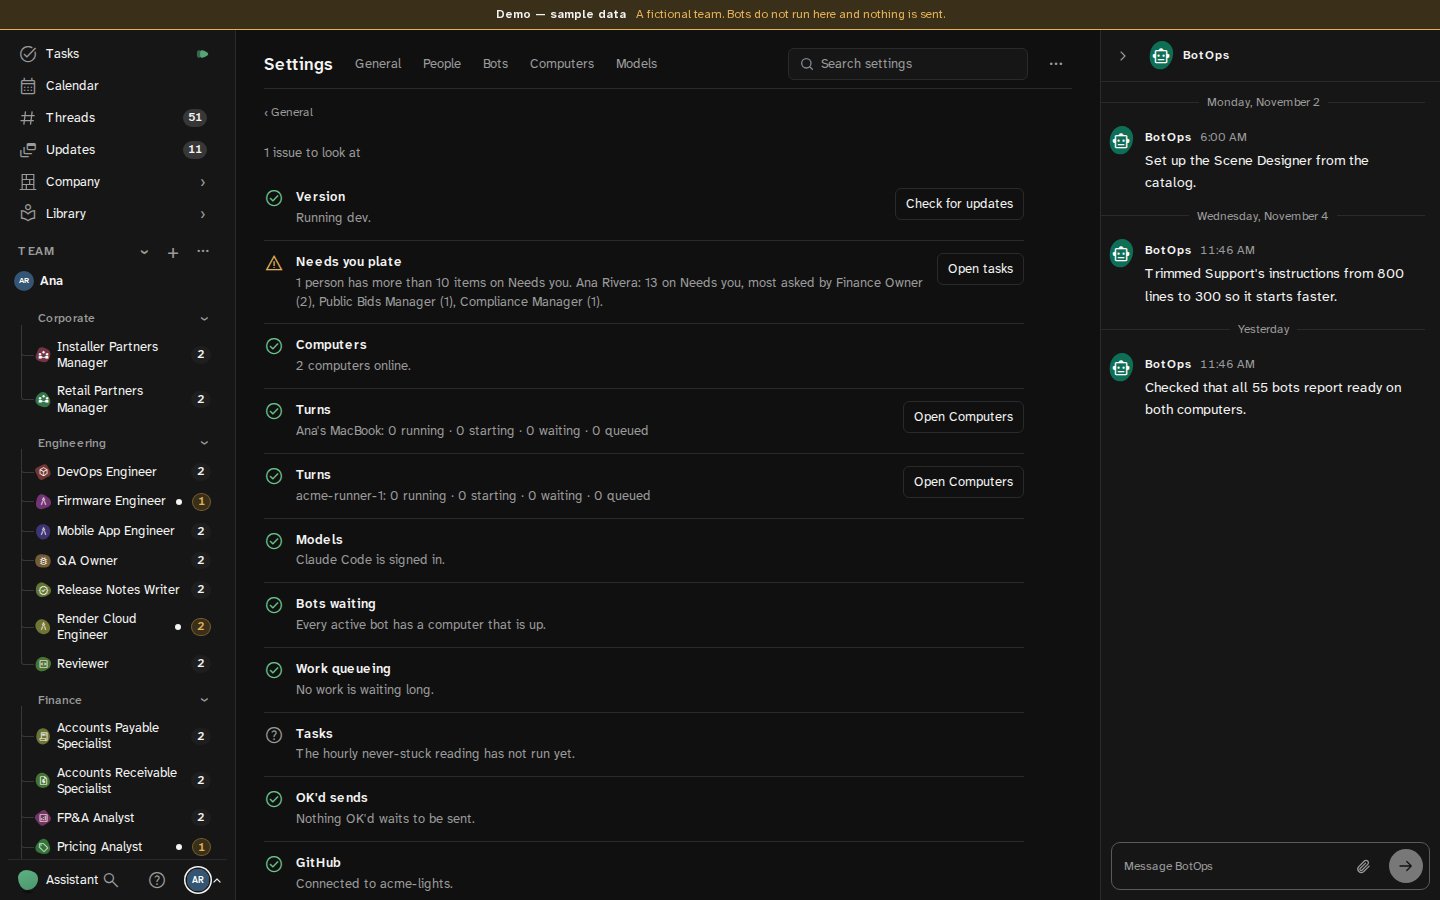 Demo — sample data A fictional team. Bots do not run here and nothing is sent.
Tasks
Calendar
Threads 51
Updates 11
Company
Library
TEAM
AR Ana
Corporate
Installer Partners
Manager 2
Retail Partners
Manager 2
Engineering
DevOps Engineer 2
Firmware Engineer 1
Mobile App Engineer 2
QA Owner 2
Release Notes Writer 2
Render Cloud
Engineer 2
Reviewer 2
Finance
Accounts Payable
Specialist 2
Accounts Receivable
Specialist 2
FP&A Analyst 2
Pricing Analyst 1
Assistant AR
Settings General People Bots Computers Models Search settings
‹ General
1 issue to look at
Version
Running dev.
Check for updates
Needs you plate
1 person has more than 10 items on Needs you. Ana Rivera: 13 on Needs you, most asked by Finance Owner
(2), Public Bids Manager (1), Compliance Manager (1).
Open tasks
Computers
2 computers online.
Turns
Ana's MacBook: 0 running · 0 starting · 0 waiting · 0 queued
Open Computers
Turns
acme-runner-1: 0 running · 0 starting · 0 waiting · 0 queued
Open Computers
Models
Claude Code is signed in.
Bots waiting
Every active bot has a computer that is up.
Work queueing
No work is waiting long.
Tasks
The hourly never-stuck reading has not run yet.
OK'd sends
Nothing OK'd waits to be sent.
GitHub
Connected to acme-lights.
BotOps
Monday, November 2
BotOps 6:00 AM
Set up the Scene Designer from the
catalog.
Wednesday, November 4
BotOps 11:46 AM
Trimmed Support's instructions from 800
lines to 300 so it starts faster.
Yesterday
BotOps 11:46 AM
Checked that all 55 bots report ready on
both computers.
Message BotOps